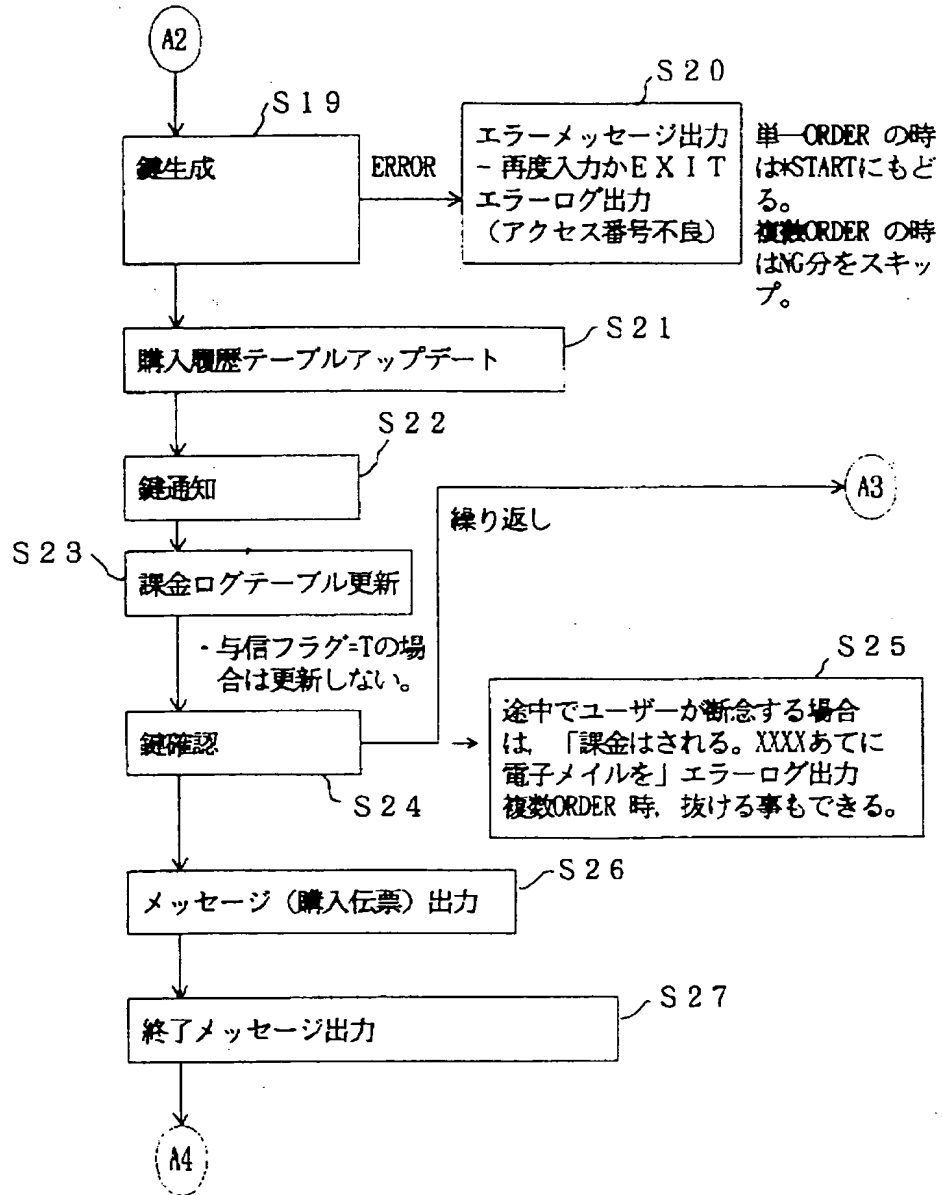 A2
S19
S20
鍵生成
ERROR
エラーメッセージ出力
- 再度入力かEXIT
エラーログ出力
(アクセス番号不良)
単一ORDER の時
は*STARTにもど
る。
複数ORDER の時
はNG分をスキッ
プ。
S21
購入履歴テーブルアップデート
S22
鍵通知
A3
繰り返し
S23
課金ログテーブル更新
・与信フラグ=Tの場
合は更新しない。
S25
途中でユーザーが断念する場合
は,「課金はされる。XXXXあてに
電子メイルを」エラーログ出力
複数ORDER 時, 抜ける事もできる。
鍵確認
S24
S26
メッセージ(購入伝票)出力
S27
終了メッセージ出力
A4